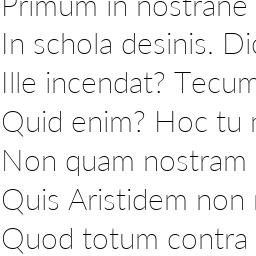 Primum in nostrane
In schola desinis.
Ille incendat? Tecum
Quid enim? Hoc tu
Non quam nostram
Quis Aristidem non
Quod totum contra